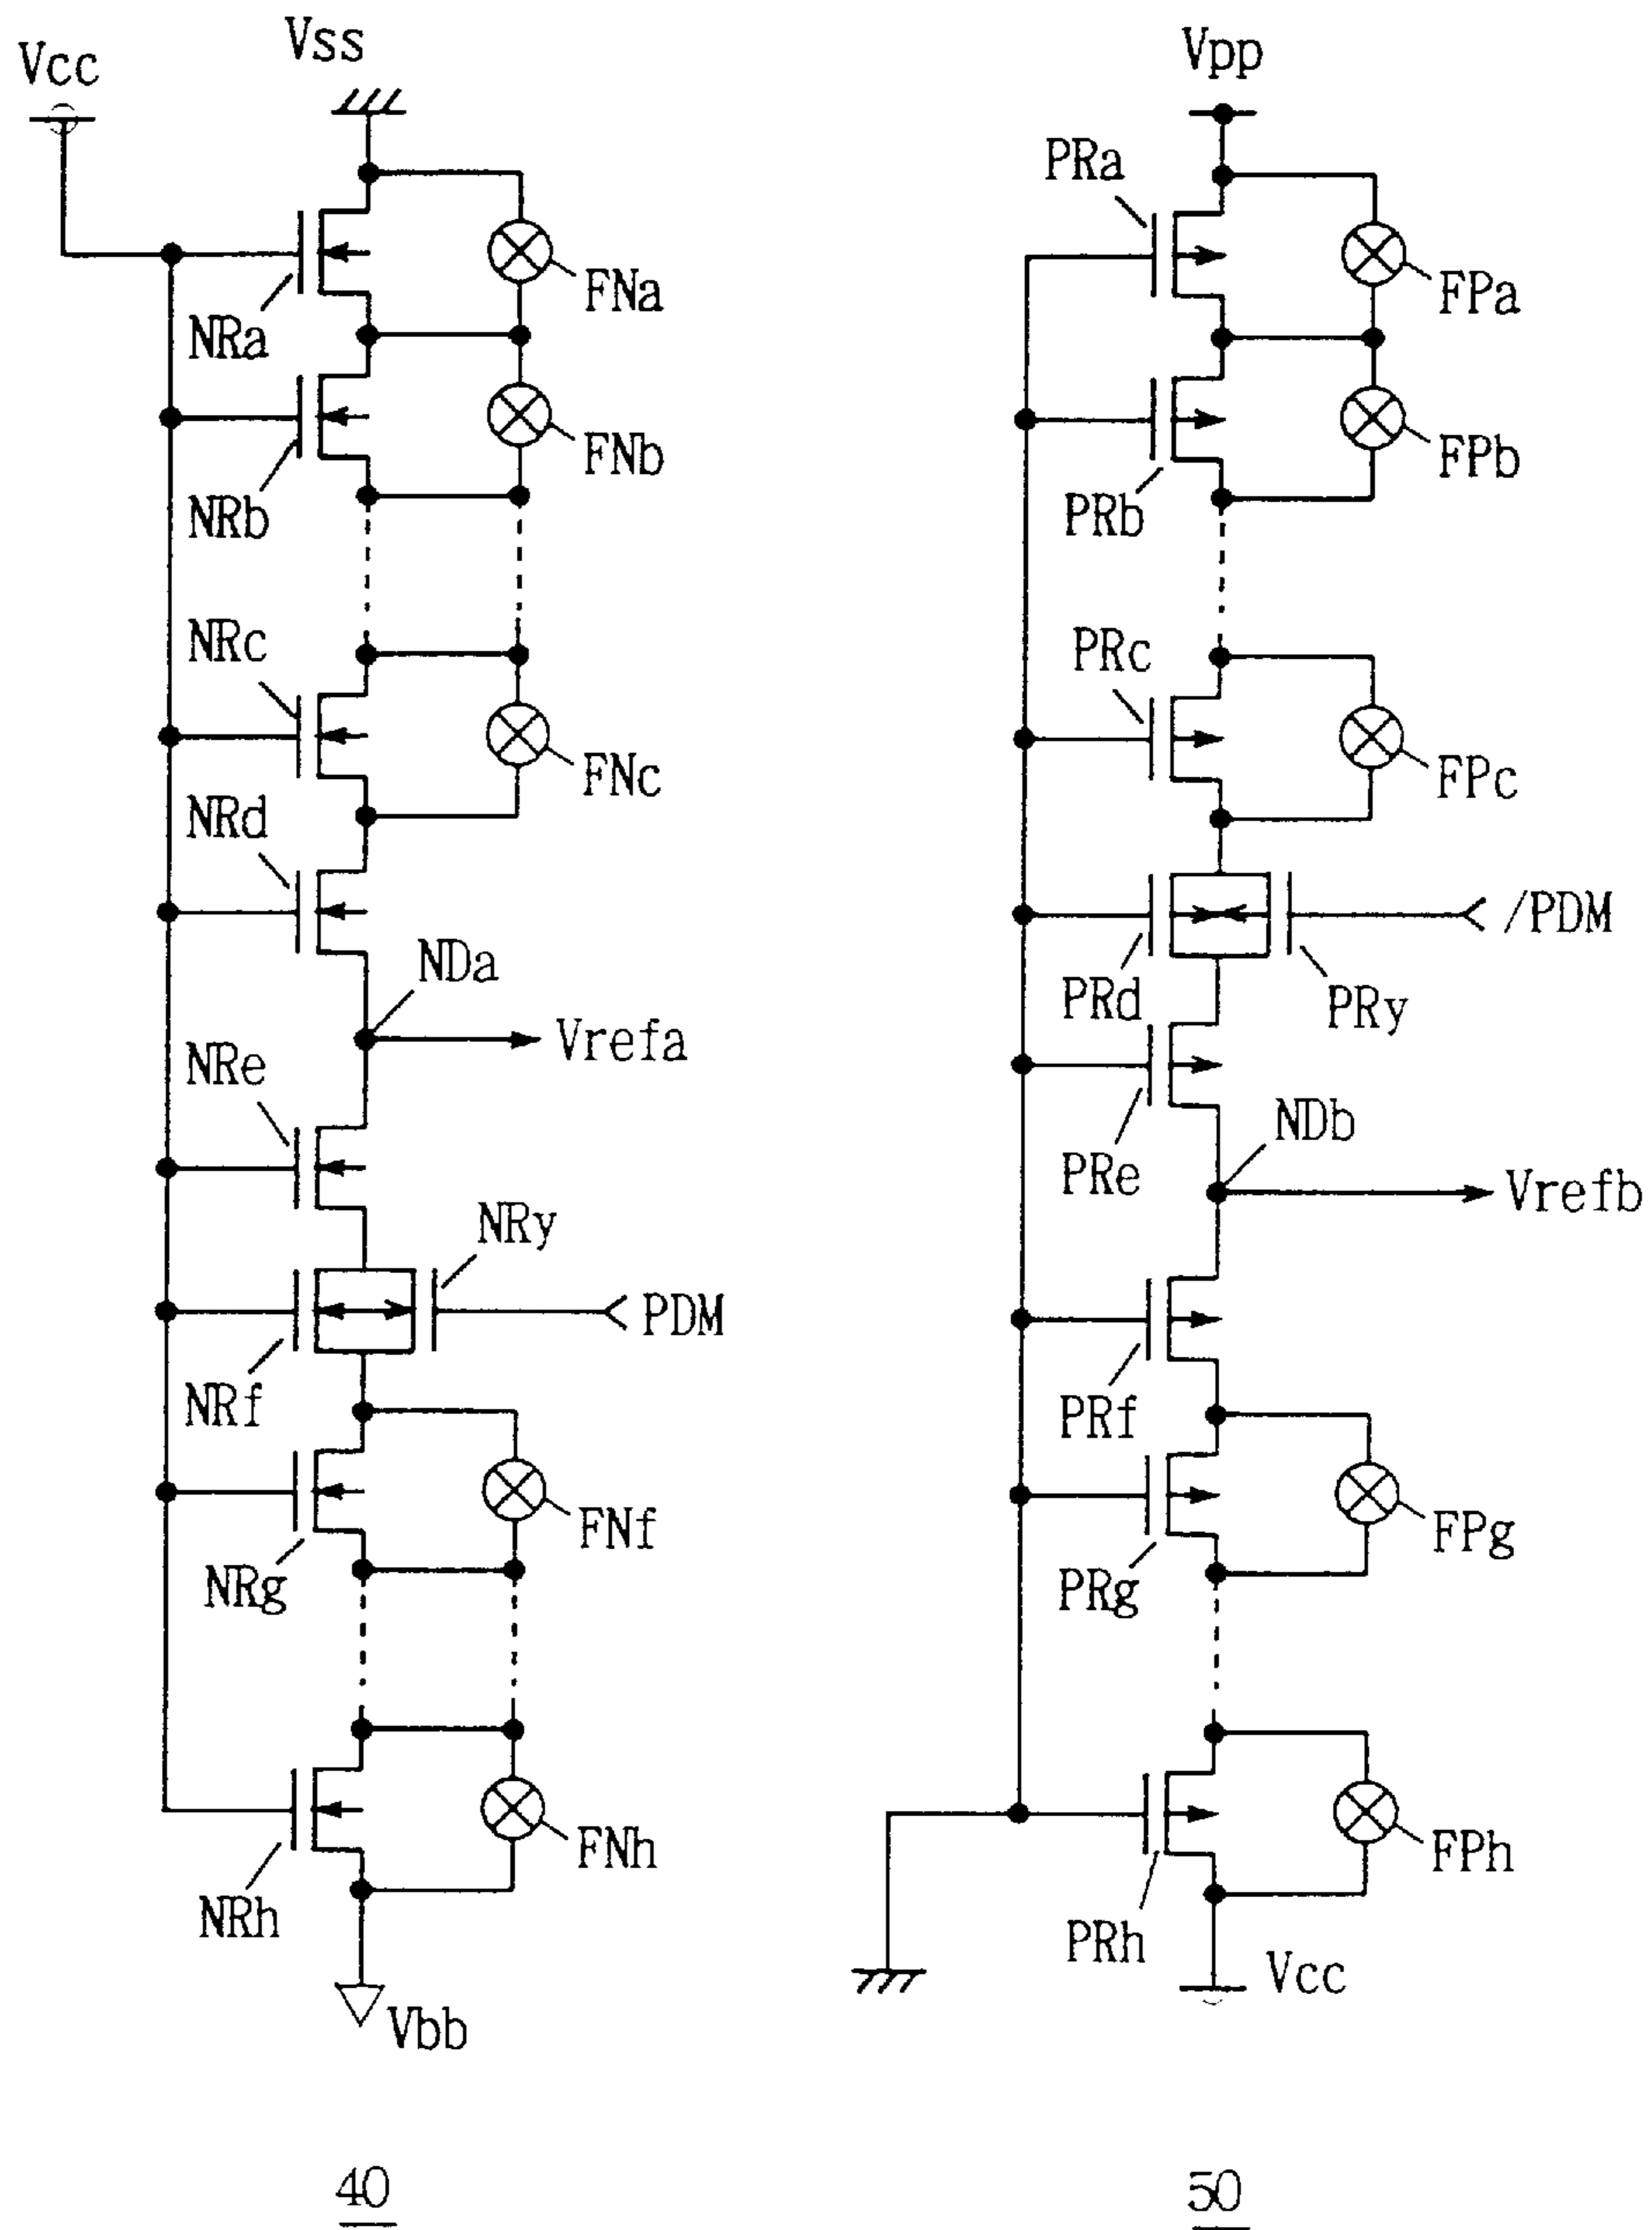 Vcc
Vss
NRa
FNa
NRb
FNb
NRc
FNc
NRd
NDa
Vrefa
NRe
NRy
PDM
NRf
FNf
NRg
FNh
NRh
Vbb
40
Vpp
PRa
FPa
PRb
FPb
PRc
FPc
/PDM
PRd
PRy
NDb
PRe
Vrefb
PRf
FPg
PRg
FPh
PRh
Vcc
50